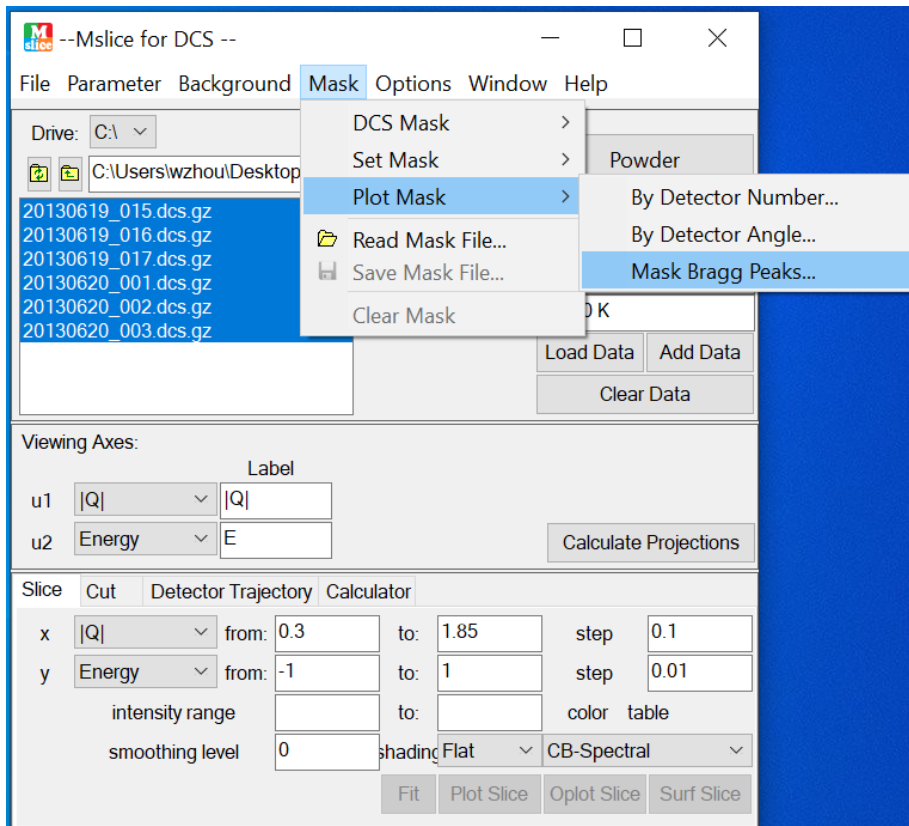 M slice --Mslice for DCS --
File Parameter Background Mask Options Window Help
Drive: C:\
DCS Mask
Set Mask
Plot Mask
Read Mask File...
Save Mask File...
Clear Mask
Powder
By Detector Number...
By Detector Angle...
Mask Bragg Peaks...
C:\Users\wzhou\Desktop
20130619_015.dcs.gz
20130619_016.dcs.gz
20130619_017.dcs.gz
20130620_001.dcs.gz
20130620_002.dcs.gz
20130620_003.dcs.gz
K
Load Data Add Data
Clear Data
Viewing Axes:
Label
u1 |Q| |Q|
u2 Energy E
Calculate Projections
Slice Cut Detector Trajectory Calculator
x |Q| from: 0.3 to: 1.85 step 0.1
y Energy from: -1 to: 1 step 0.01
intensity range to: color table
smoothing level 0 shading Flat CB-Spectral
Fit Plot Slice Oplot Slice Surf Slice